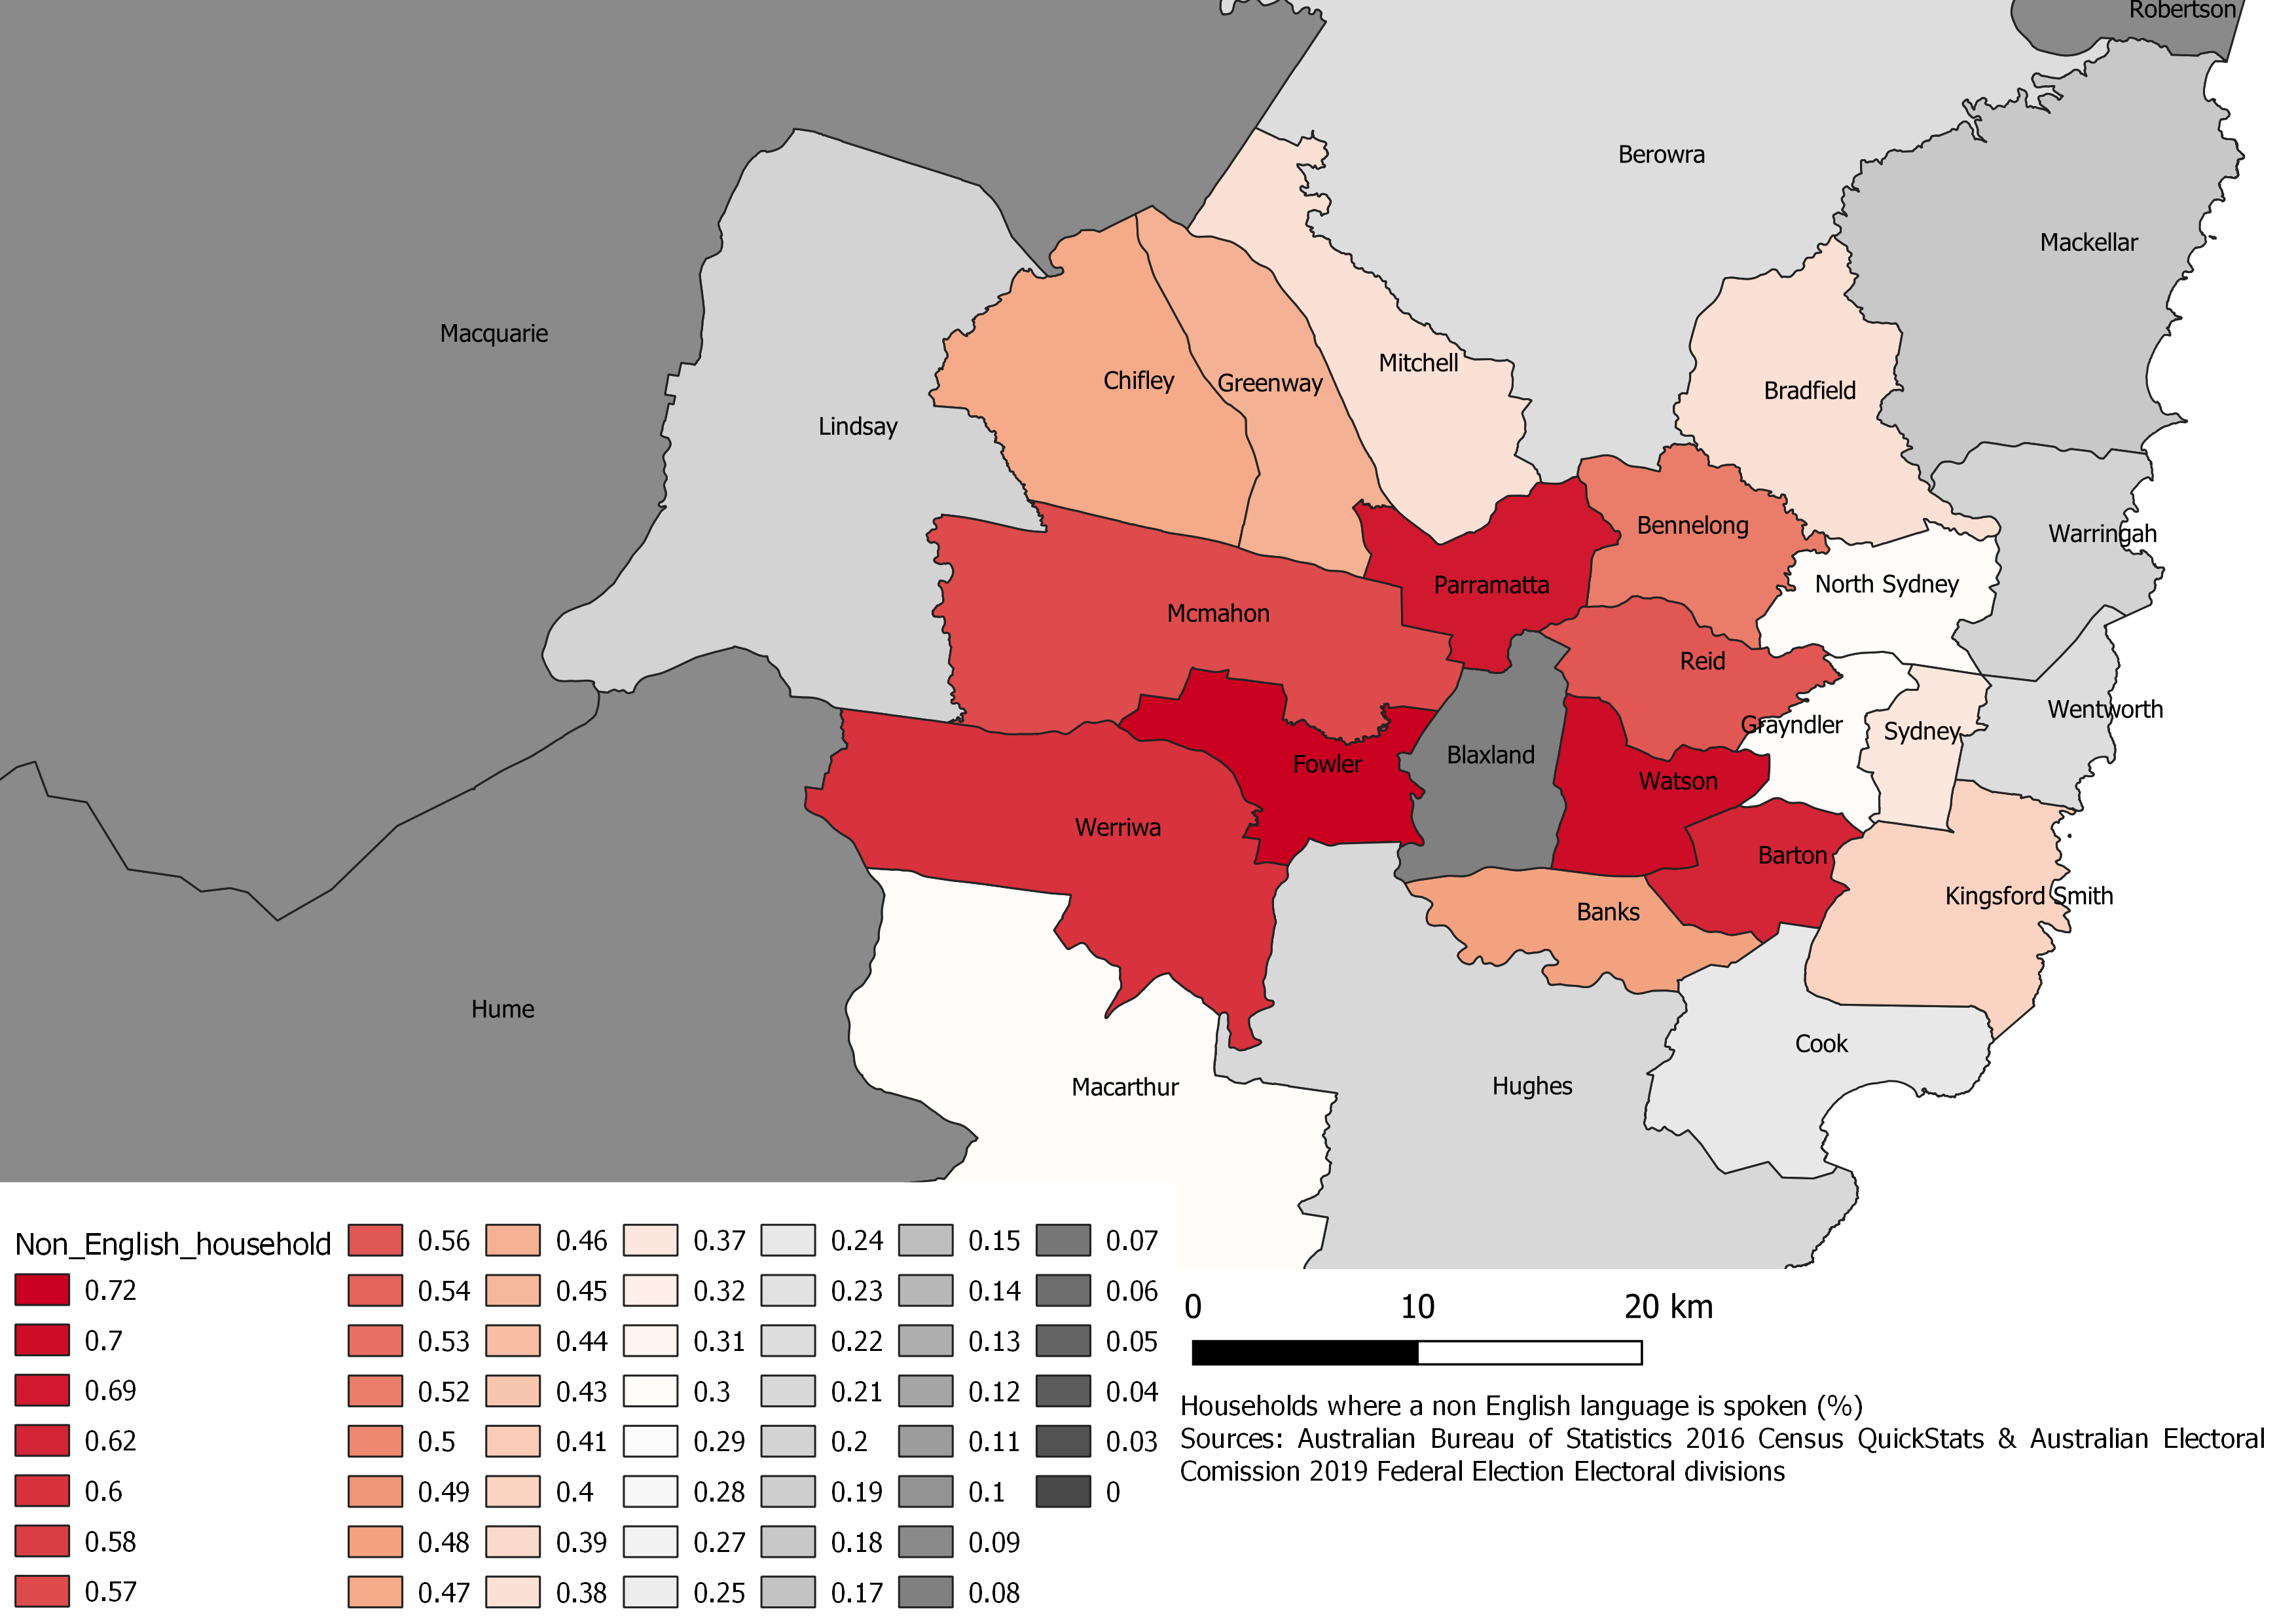 Robertson
Berowra
Mackellar
Macquarie
Mitchell
Chifley
Greenway
Bradfield
Lindsay
Bennelong
Warringah
Parramatta
North Sydney
Mcmahon
Reid
Wentworth
Grayndler
Sydney
Blaxland
Fowler
Watson
Werriwa
Barton
Kingsford Smith
Banks
Hume
Cook
Macarthur
Hughes
Non_English_household
0.72
0.7
0.69
0.62
0.6
0.58
0.57
0.56
0.54
0.53
0.52
0.5
0.49
0.48
0.47
0.46
0.45
0.44
0.43
0.41
0.4
0.39
0.38
0.37
0.32
0.31
0.3
0.29
0.28
0.27
0.25
0.24
0.23
0.22
0.21
0.2
0.19
0.18
0.17
0.15
0.14
0.13
0.12
0.11
0.1
0.09
0.08
0.07
0.06
0.05
0.04
0.03
0
0 10 20 km
Households where a non English language is spoken (%)
Sources: Australian Bureau of Statistics 2016 Census QuickStats & Australian Electoral
Comission 2019 Federal Election Electoral divisions